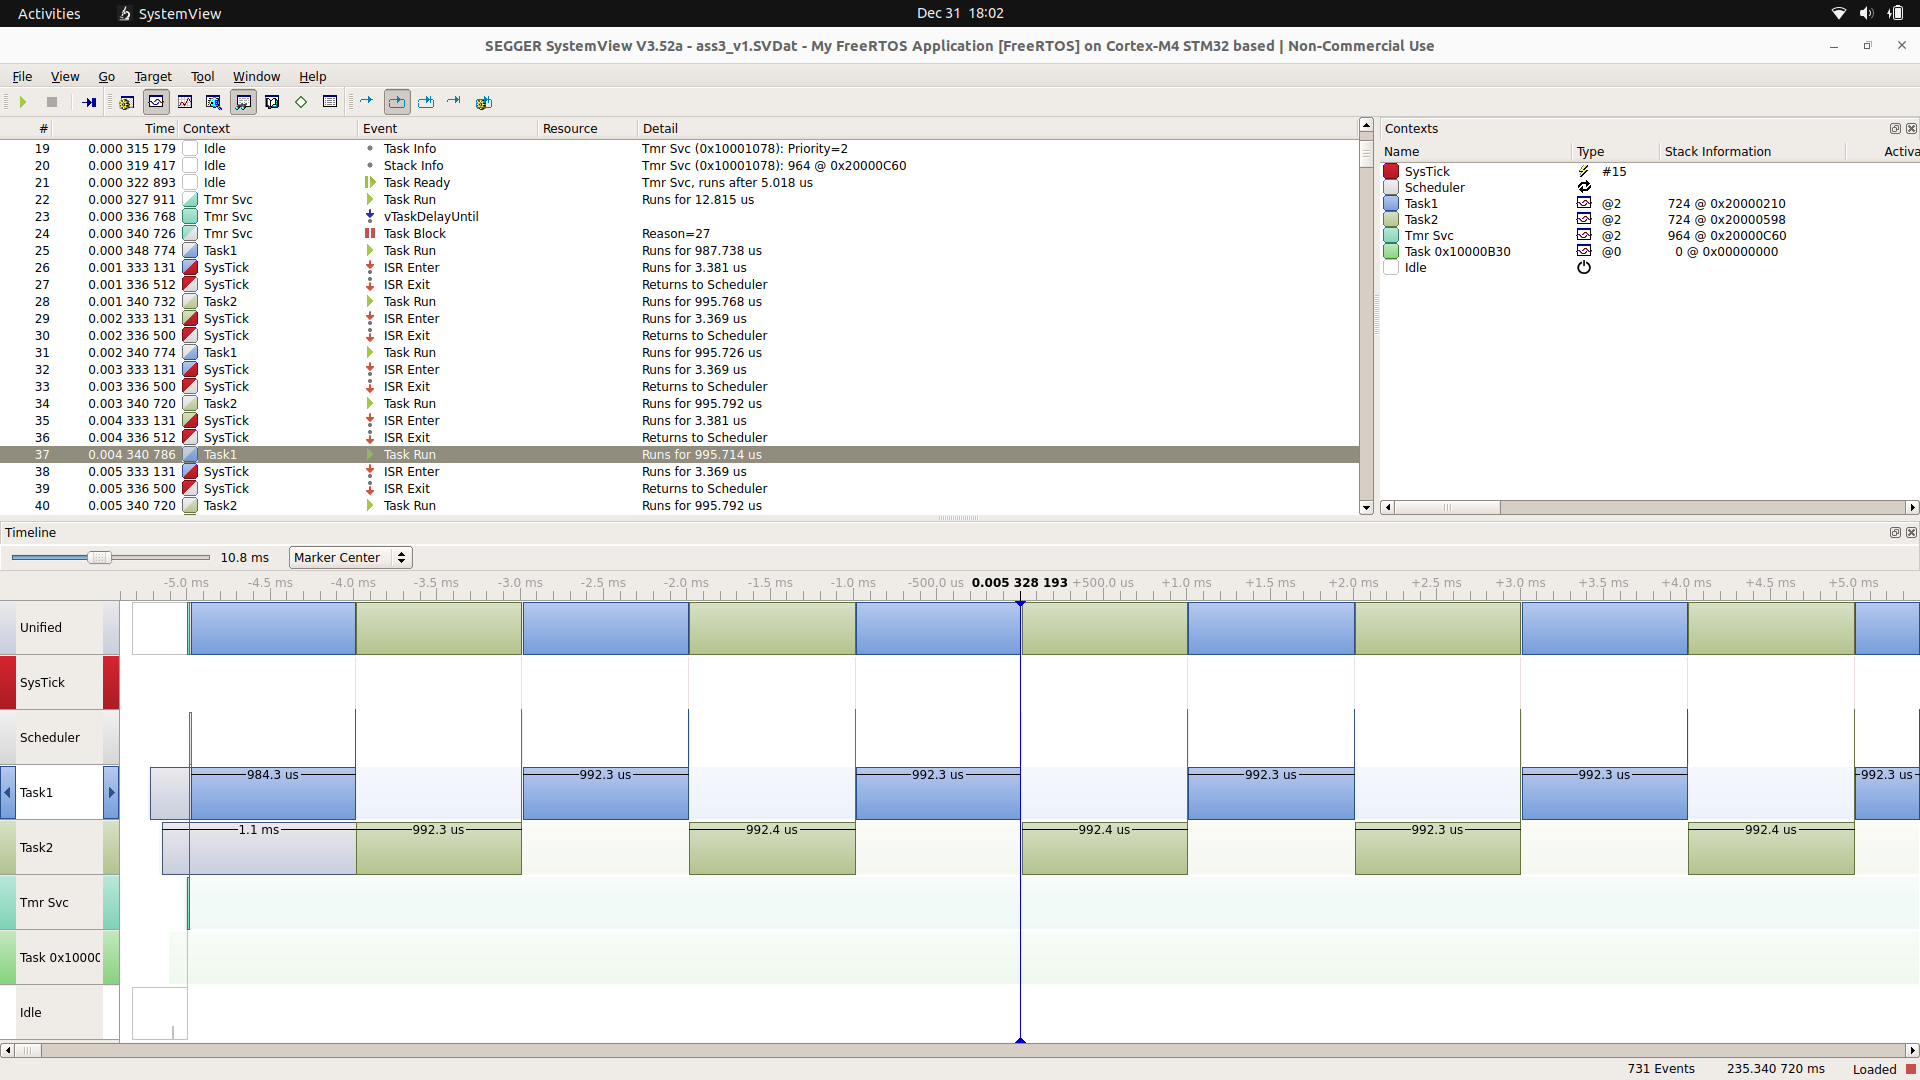 Activities SystemView Dec 31 18:02
SEGGER SystemView V3.52a - ass3_v1.SVDat - My FreeRTOS Application [FreeRTOS] on Cortex-M4 STM32 based | Non-Commercial Use
File View Go Target Tool Window Help
# Time Context Event Resource Detail
19 0.000 315 179 Idle Task Info Tmr Svc (0x10001078): Priority=2
20 0.000 319 417 Idle Stack Info Tmr Svc (0x10001078): 964 @ 0x20000C60
21 0.000 322 893 Idle Task Ready Tmr Svc, runs after 5.018 us
22 0.000 327 911 Tmr Svc Task Run Runs for 12.815 us
23 0.000 336 768 Tmr Svc vTaskDelayUntil
24 0.000 340 726 Tmr Svc Task Block Reason=27
25 0.000 348 774 Task1 Task Run Runs for 987.738 us
26 0.001 333 131 SysTick ISR Enter Runs for 3.381 us
27 0.001 336 512 SysTick ISR Exit Returns to Scheduler
28 0.001 340 732 Task2 Task Run Runs for 995.768 us
29 0.002 333 131 SysTick ISR Enter Runs for 3.369 us
30 0.002 336 500 SysTick ISR Exit Returns to Scheduler
31 0.002 340 774 Task1 Task Run Runs for 995.726 us
32 0.003 333 131 SysTick ISR Enter Runs for 3.369 us
33 0.003 336 500 SysTick ISR Exit Returns to Scheduler
34 0.003 340 720 Task2 Task Run Runs for 995.792 us
35 0.004 333 131 SysTick ISR Enter Runs for 3.381 us
36 0.004 336 512 SysTick ISR Exit Returns to Scheduler
37 0.004 340 786 Task1 Task Run Runs for 995.714 us
38 0.005 333 131 SysTick ISR Enter Runs for 3.369 us
39 0.005 336 500 SysTick ISR Exit Returns to Scheduler
40 0.005 340 720 Task2 Task Run Runs for 995.792 us
Contexts
Name Type Stack Information Activa
SysTick #15
Scheduler
Task1 @2 724 @ 0x20000210
Task2 @2 724 @ 0x20000598
Tmr Svc @2 964 @ 0x20000C60
Task 0x10000B30 @0 0 @ 0x00000000
Idle
Timeline
10.8 ms Marker Center
-5.0 ms -4.5 ms -4.0 ms -3.5 ms -3.0 ms -2.5 ms -2.0 ms -1.5 ms -1.0 ms -500.0 us 0.005 328 193 +500.0 us +1.0 ms +1.5 ms +2.0 ms +2.5 ms +3.0 ms +3.5 ms +4.0 ms +4.5 ms +5.0 ms
Unified
SysTick
Scheduler
Task1 984.3 us 992.3 us 992.3 us 992.3 us 992.3 us 992.3 us
Task2 1.1 ms 992.3 us 992.4 us 992.4 us 992.3 us 992.4 us
Tmr Svc
Task 0x1000
Idle
731 Events 235.340 720 ms Loaded